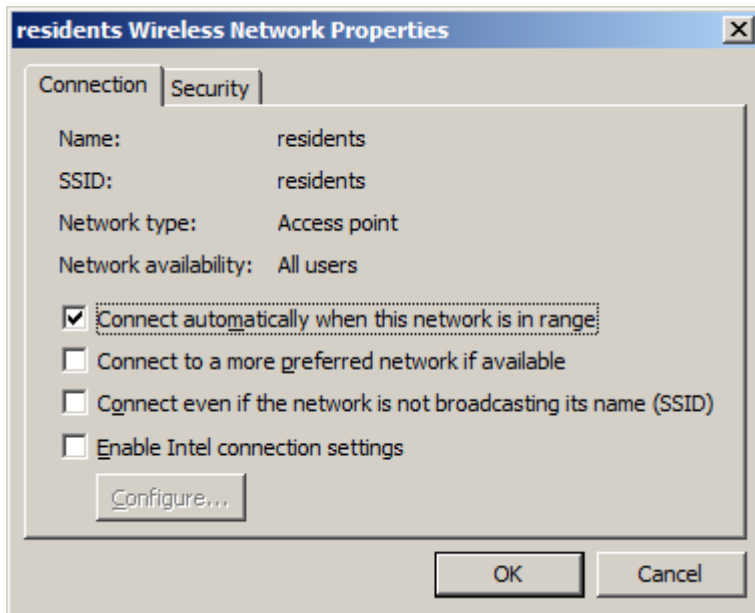 residents Wireless Network Properties
Connection Security
Name: residents
SSID: residents
Network type: Access point
Network availability: All users
Connect automatically when this network is in range
Connect to a more preferred network if available
Connect even if the network is not broadcasting its name (SSID)
Enable Intel connection settings
Configure...
OK Cancel